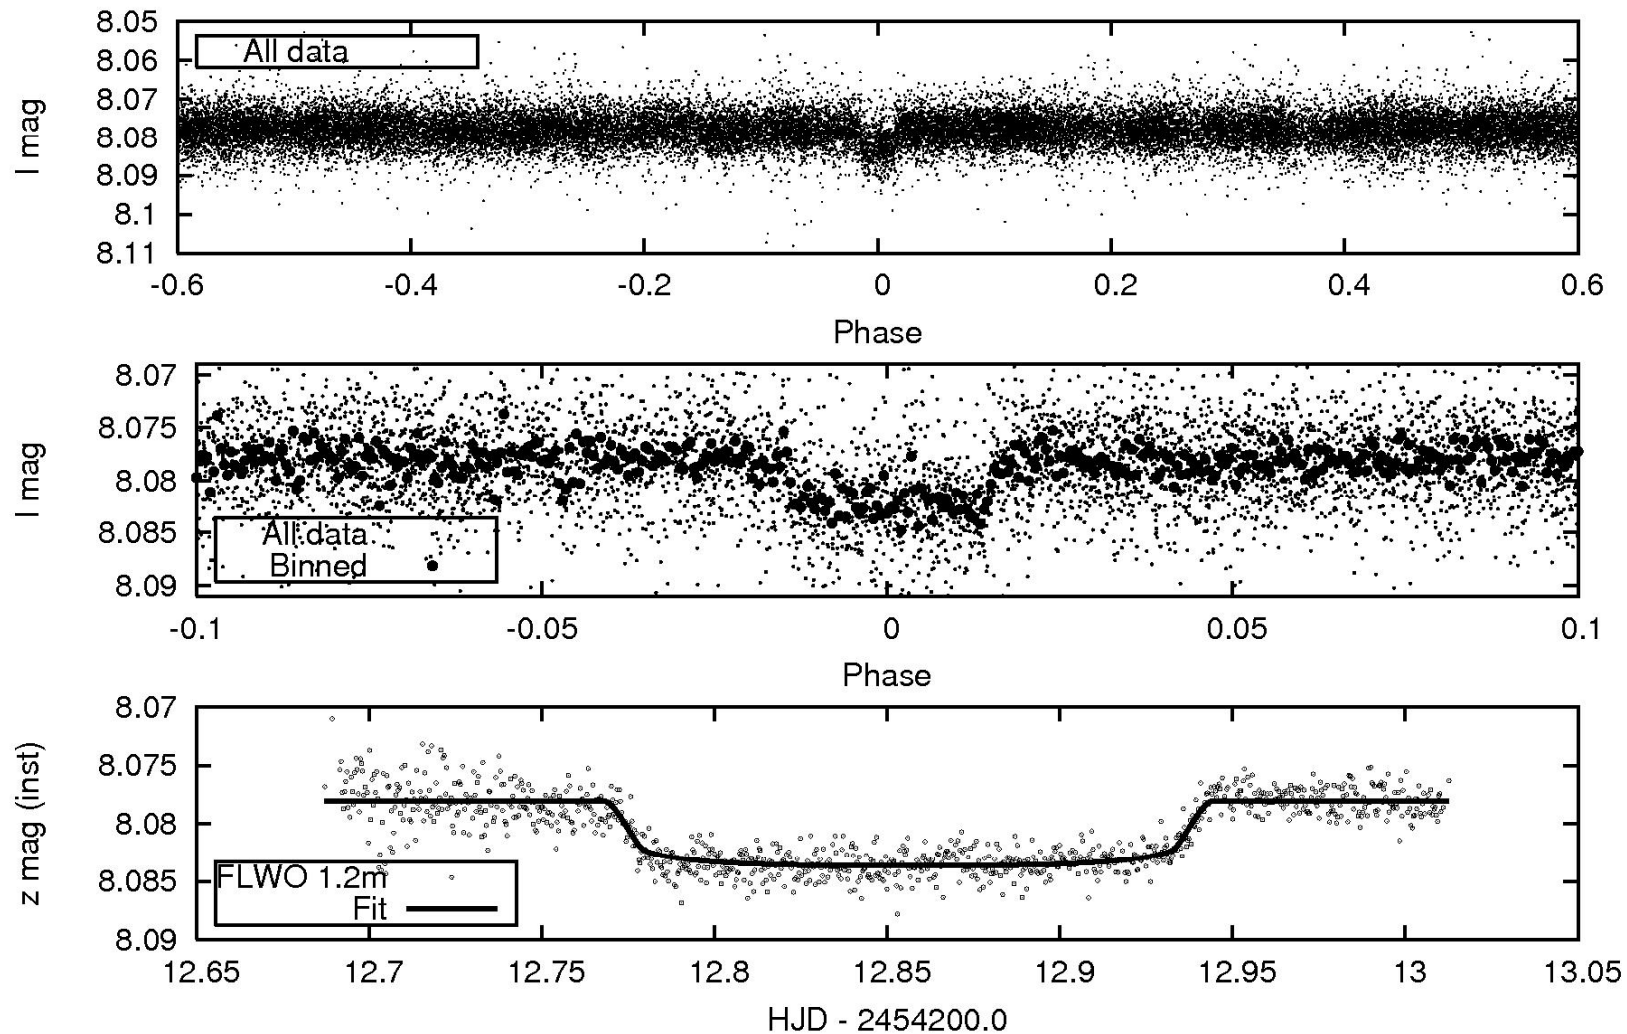 8.05
8.06
8.07
8.08
8.09
8.1
8.11
I mag
All data
-0.6 -0.4 -0.2 0 0.2 0.4 0.6
Phase
8.07
8.075
8.08
8.085
8.09
I mag
All data
Binned
-0.1 -0.05 0 0.05 0.1
Phase
8.07
8.075
8.08
8.085
8.09
z mag (inst)
FLWO 1.2m
Fit
12.65 12.7 12.75 12.8 12.85 12.9 12.95 13 13.05
HJD - 2454200.0